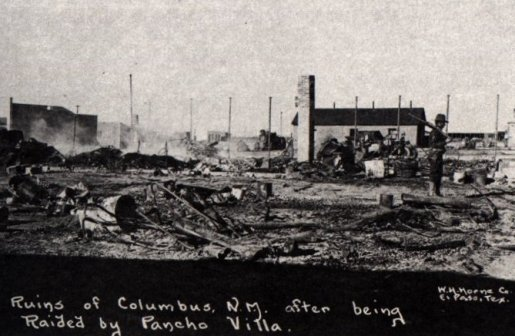 Ruins of Columbus, N.M. after being
Raided by Pancho Villa.
W.H. Horne Co
El Paso, Tex.